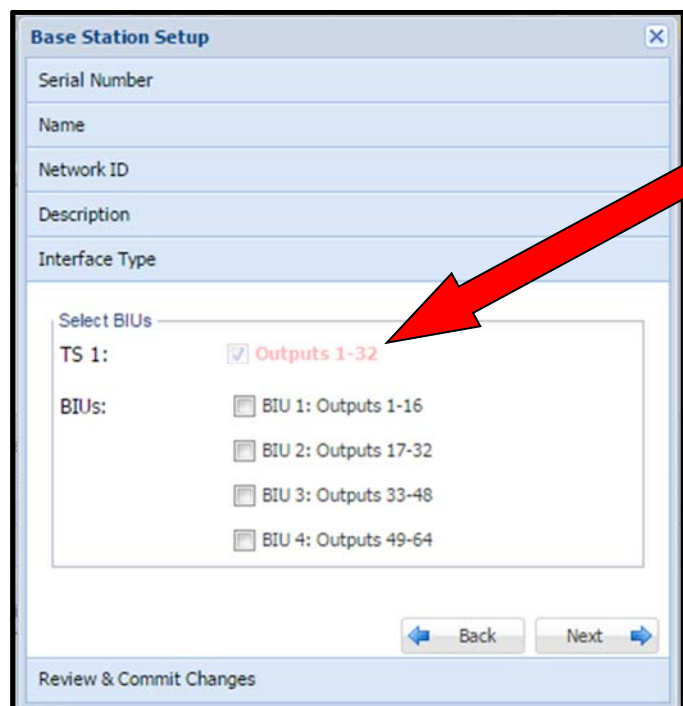 Base Station Setup
Serial Number
Name
Network ID
Description
Interface Type
Select BIUs
TS 1: Outputs 1-32
BIUs: BIU 1: Outputs 1-16
BIU 2: Outputs 17-32
BIU 3: Outputs 33-48
BIU 4: Outputs 49-64
Back Next
Review & Commit Changes